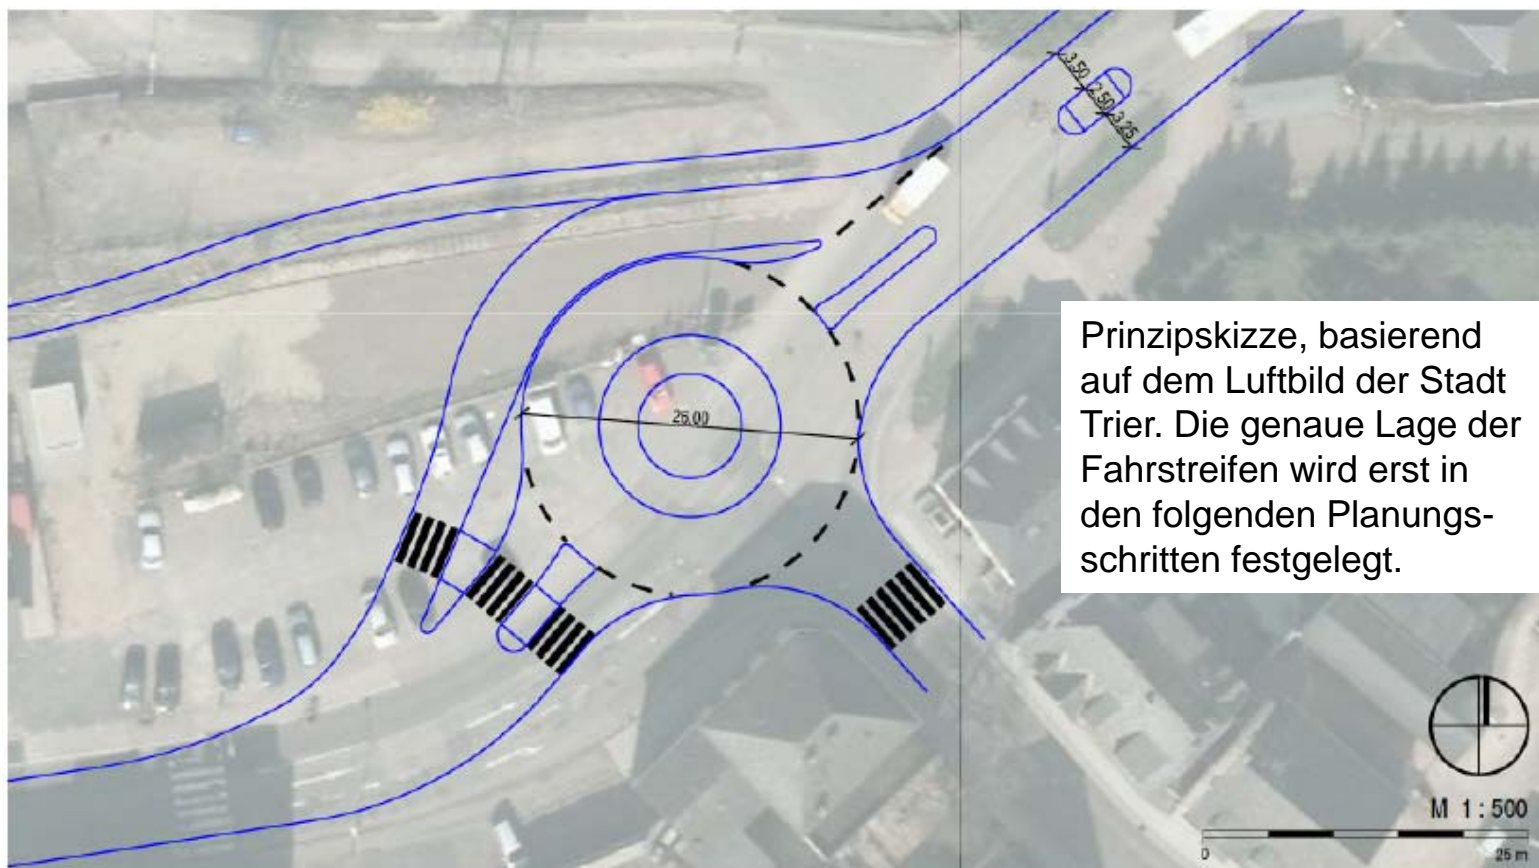 3.50
2.50
3.25
26.00
Prinzipskizze, basierend
auf dem Luftbild der Stadt
Trier. Die genaue Lage der
Fahrstreifen wird erst in
den folgenden Planungs-
schritten festgelegt.
M 1:500
0 25 m